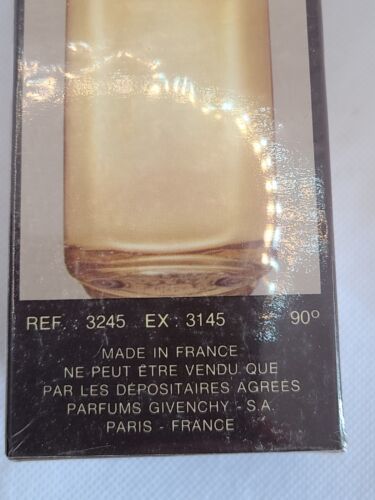 REF. : 3245 EX : 3145 90°
MADE IN FRANCE
NE PEUT ÊTRE VENDU QUE
PAR LES DÉPOSITAIRES AGRÉÉS
PARFUMS GIVENCHY - S.A.
PARIS - FRANCE